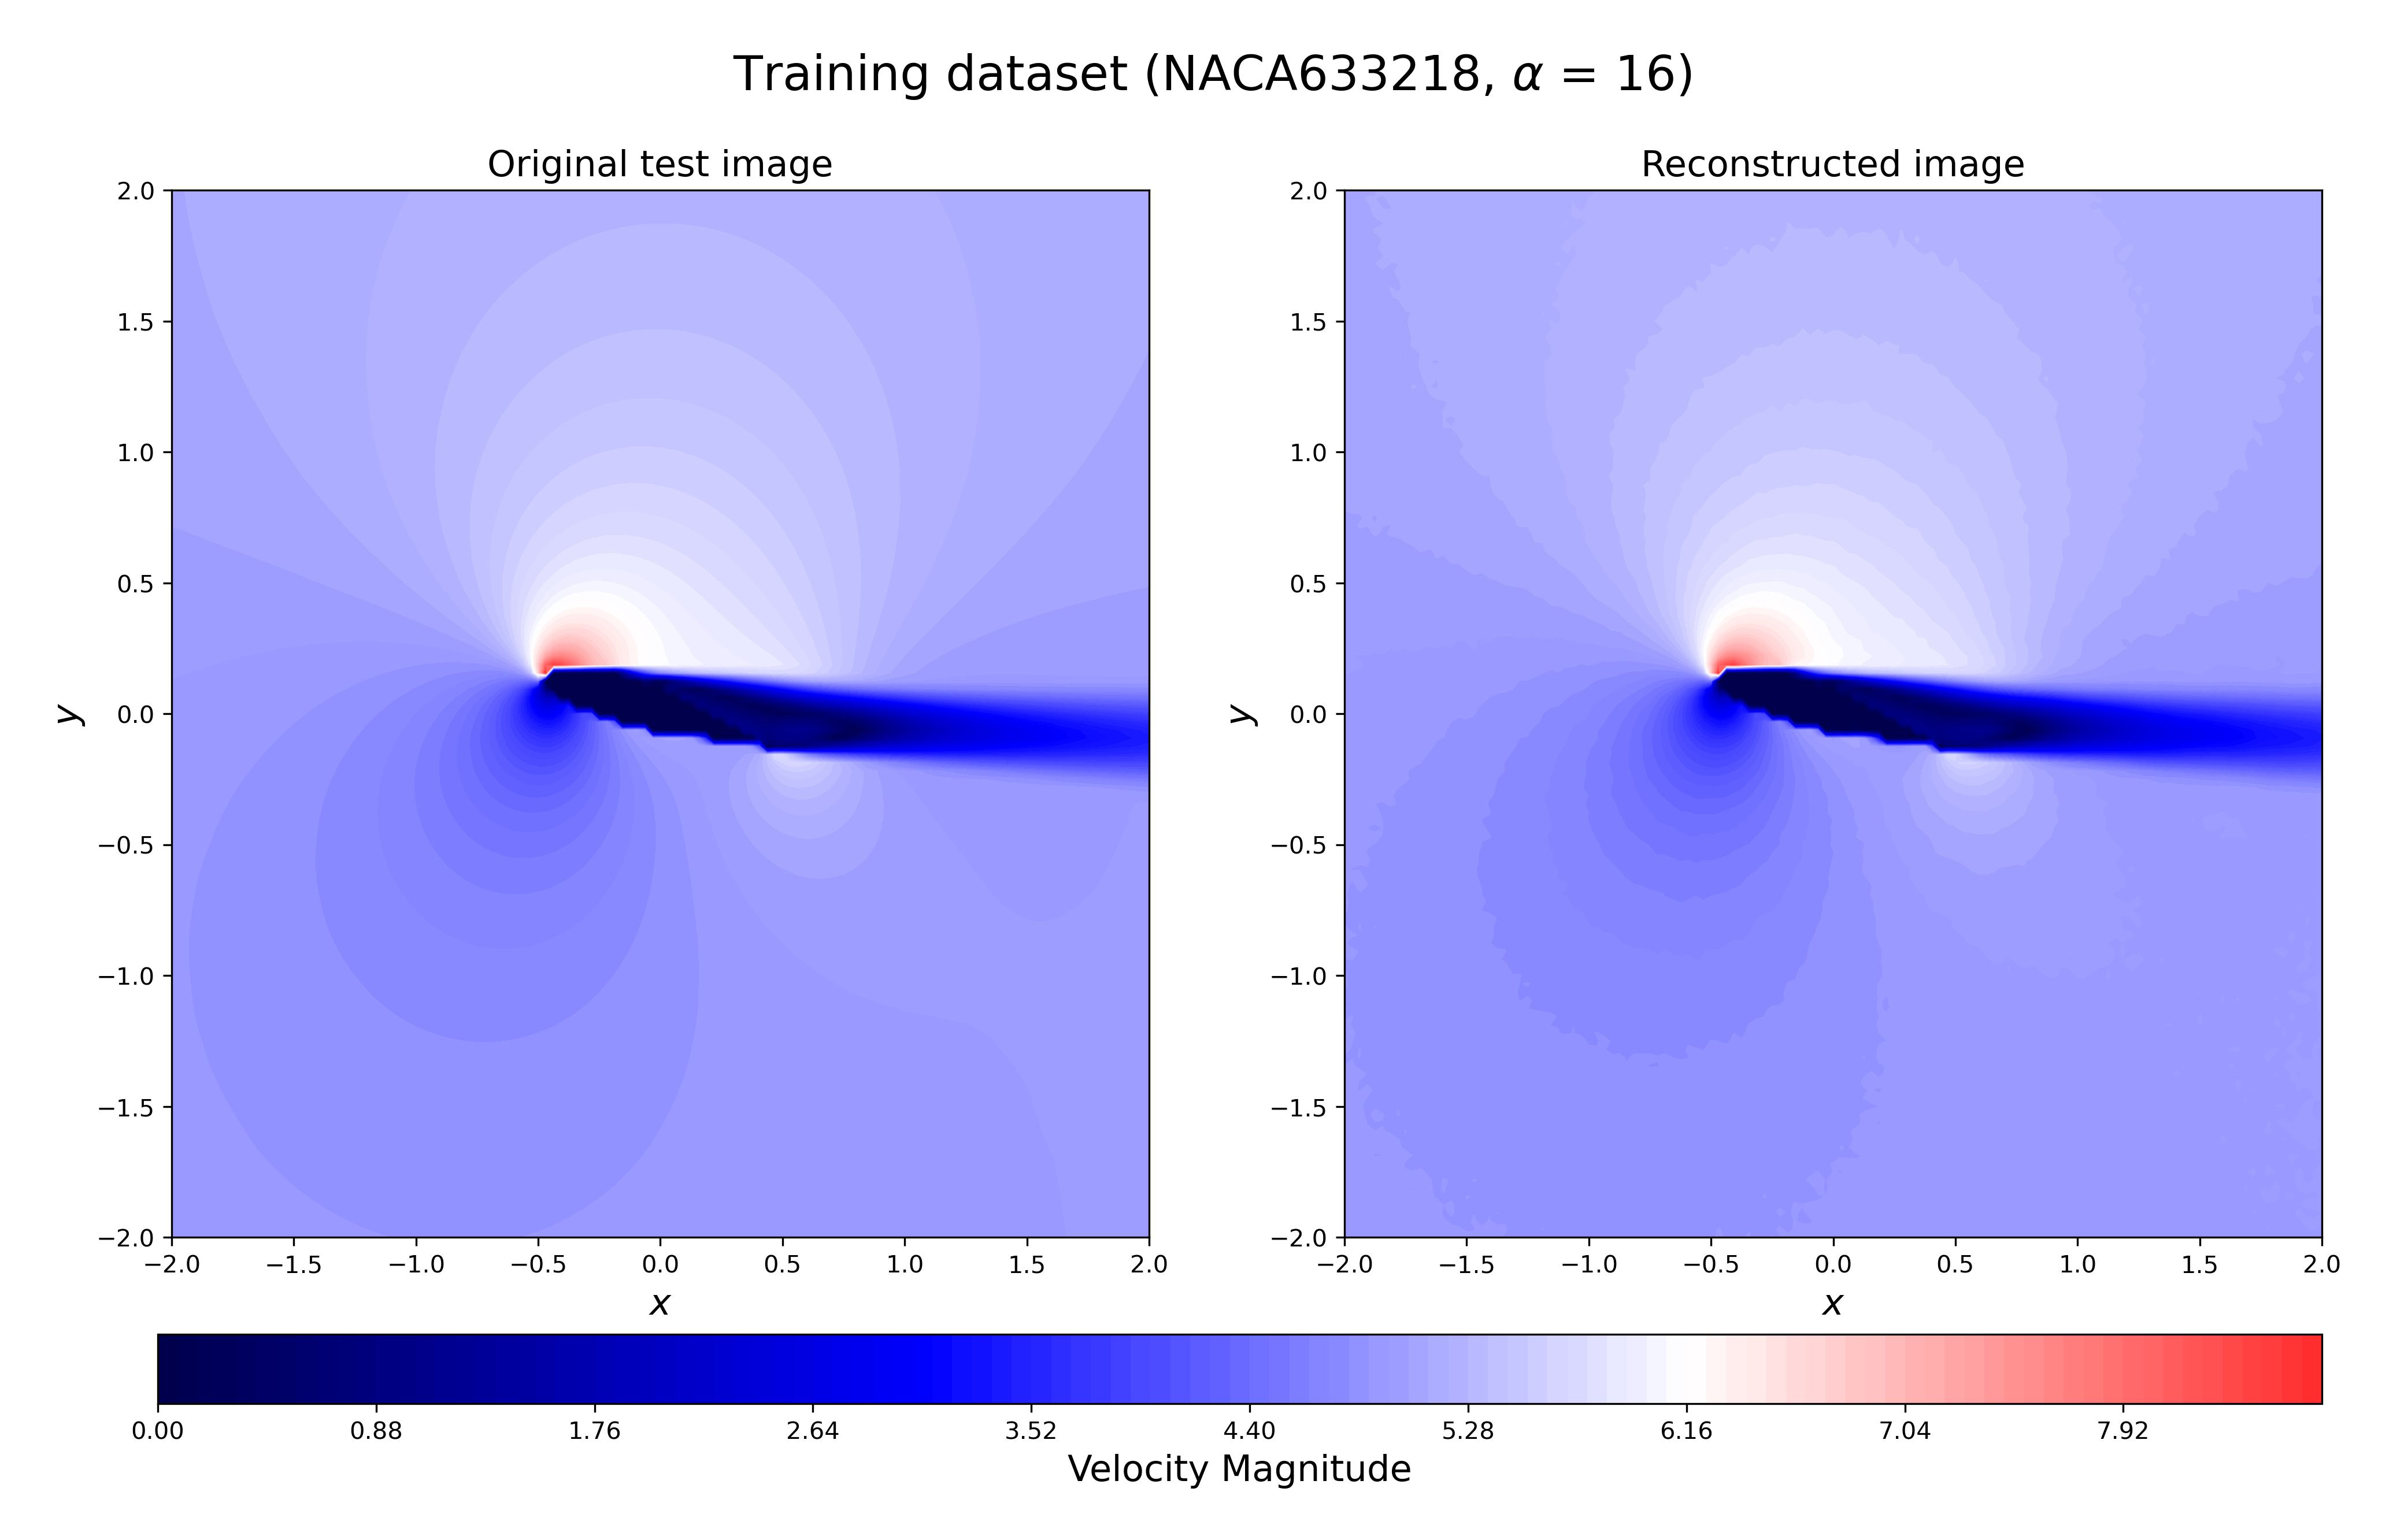 Training dataset (NACA633218, α = 16)
Original test image
2.0
1.5
1.0
0.5
0.0
−0.5
−1.0
−1.5
−2.0
y
−2.0 −1.5 −1.0 −0.5 0.0 0.5 1.0 1.5 2.0
x
Reconstructed image
2.0
1.5
1.0
0.5
0.0
−0.5
−1.0
−1.5
−2.0
y
−2.0 −1.5 −1.0 −0.5 0.0 0.5 1.0 1.5 2.0
x
0.00 0.88 1.76 2.64 3.52 4.40 5.28 6.16 7.04 7.92
Velocity Magnitude